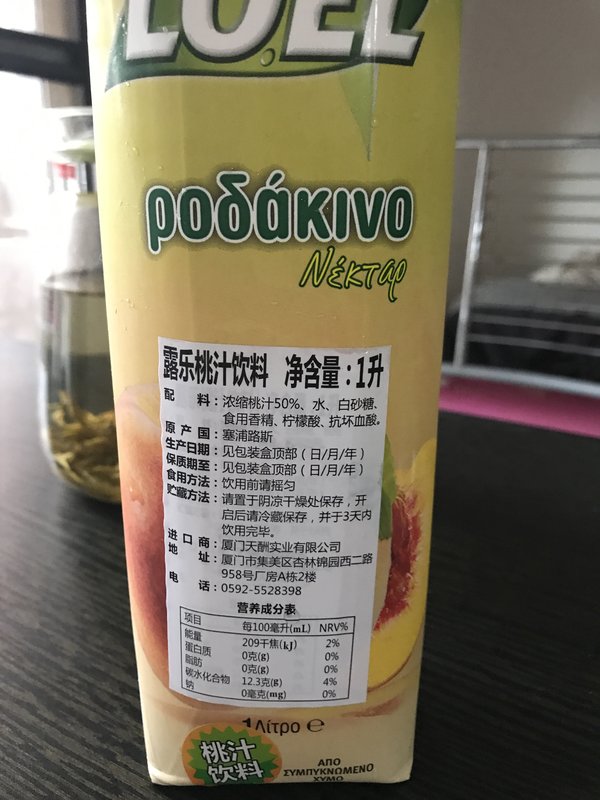 LOEL
ροδάκινο
Νέκταρ
露乐桃汁饮料 净含量：1升
配 料：浓缩桃汁50%、水、白砂糖、
食用香精、柠檬酸、抗坏血酸。
原 产 国：塞浦路斯
生产日期：见包装盒顶部（日/月/年）
保质期至：见包装盒顶部（日/月/年）
食用方法：饮用前请摇匀
贮藏方法：请置于阴凉干燥处保存，开
启后请冷藏保存，并于3天内
饮用完毕。
进 口 商：厦门天酬实业有限公司
地 址：厦门市集美区杏林锦园西二路
958号厂房A栋2楼
电 话：0592-5528398
营养成分表
项目 每100毫升(mL) NRV%
能量 209千焦(kJ) 2%
蛋白质 0克(g) 0%
脂肪 0克(g) 0%
碳水化合物 12.3克(g) 4%
钠 0毫克(mg) 0%
1 Λίτρο e
桃汁
饮料
ΑΠΟ
ΣΥΜΠΥΚΝΩΜΕΝΟ
ΧΥΜΟ